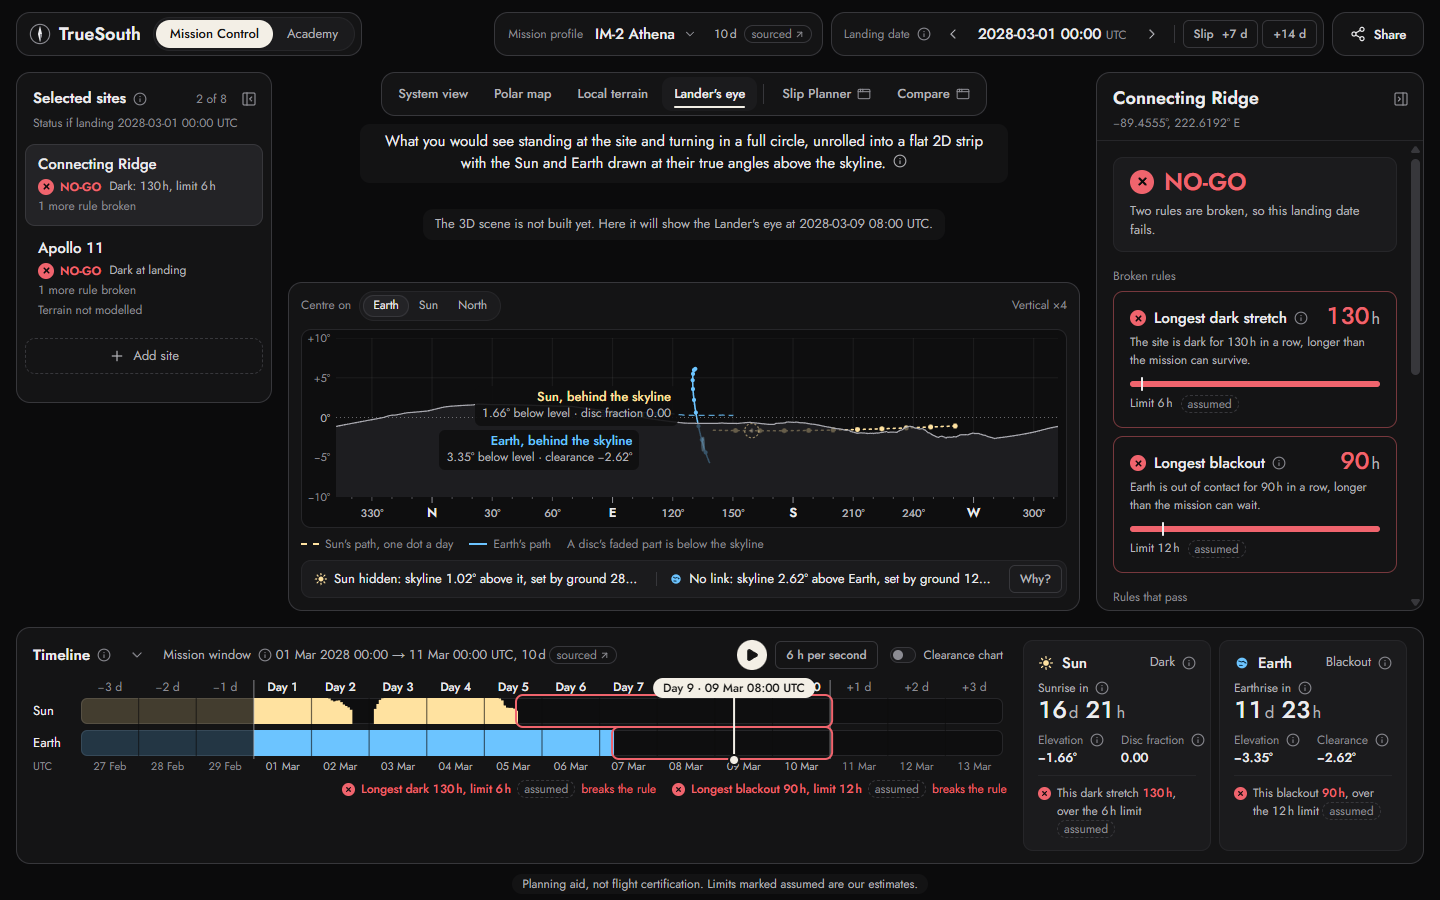 TrueSouth
Mission Control
Academy
Mission profile
IM-2 Athena
10 d
sourced ↗
Landing date
2028-03-01 00:00 UTC
Slip +7 d
+14 d
Share
Selected sites
2 of 8
Status if landing 2028-03-01 00:00 UTC
Connecting Ridge
NO-GO Dark: 130 h, limit 6 h
1 more rule broken
Apollo 11
NO-GO Dark at landing
1 more rule broken
Terrain not modelled
+ Add site
System view
Polar map
Local terrain
Lander's eye
Slip Planner
Compare
What you would see standing at the site and turning in a full circle, unrolled into a flat 2D strip
with the Sun and Earth drawn at their true angles above the skyline.
The 3D scene is not built yet. Here it will show the Lander's eye at 2028-03-09 08:00 UTC.
Centre on
Earth
Sun
North
Vertical ×4
+10°
+5°
0°
−5°
−10°
Sun, behind the skyline
1.66° below level · disc fraction 0.00
Earth, behind the skyline
3.35° below level · clearance −2.62°
330° N 30° 60° E 120° 150° S 210° 240° W 300°
Sun's path, one dot a day
Earth's path
A disc's faded part is below the skyline
Sun hidden: skyline 1.02° above it, set by ground 28...
No link: skyline 2.62° above Earth, set by ground 12...
Why?
Connecting Ridge
−89.4555°, 222.6192° E
NO-GO
Two rules are broken, so this landing date
fails.
Broken rules
Longest dark stretch 130 h
The site is dark for 130 h in a row, longer than
the mission can survive.
Limit 6 h assumed
Longest blackout 90 h
Earth is out of contact for 90 h in a row, longer
than the mission can wait.
Limit 12 h assumed
Rules that pass
Timeline
Mission window 01 Mar 2028 00:00 → 11 Mar 00:00 UTC, 10 d sourced ↗
6 h per second
Clearance chart
−3 d −2 d −1 d Day 1 Day 2 Day 3 Day 4 Day 5 Day 6 Day 7 Day 9 · 09 Mar 08:00 UTC 0 +1 d +2 d +3 d
Sun
Earth
UTC 27 Feb 28 Feb 29 Feb 01 Mar 02 Mar 03 Mar 04 Mar 05 Mar 06 Mar 07 Mar 08 Mar 09 Mar 10 Mar 11 Mar 12 Mar 13 Mar
Longest dark 130 h, limit 6 h assumed breaks the rule
Longest blackout 90 h, limit 12 h assumed breaks the rule
Sun
Dark
Sunrise in
16 d 21 h
Elevation
Disc fraction
−1.66°
0.00
This dark stretch 130 h,
over the 6 h limit
assumed
Earth
Blackout
Earthrise in
11 d 23 h
Elevation
Clearance
−3.35°
−2.62°
This blackout 90 h, over
the 12 h limit assumed
Planning aid, not flight certification. Limits marked assumed are our estimates.